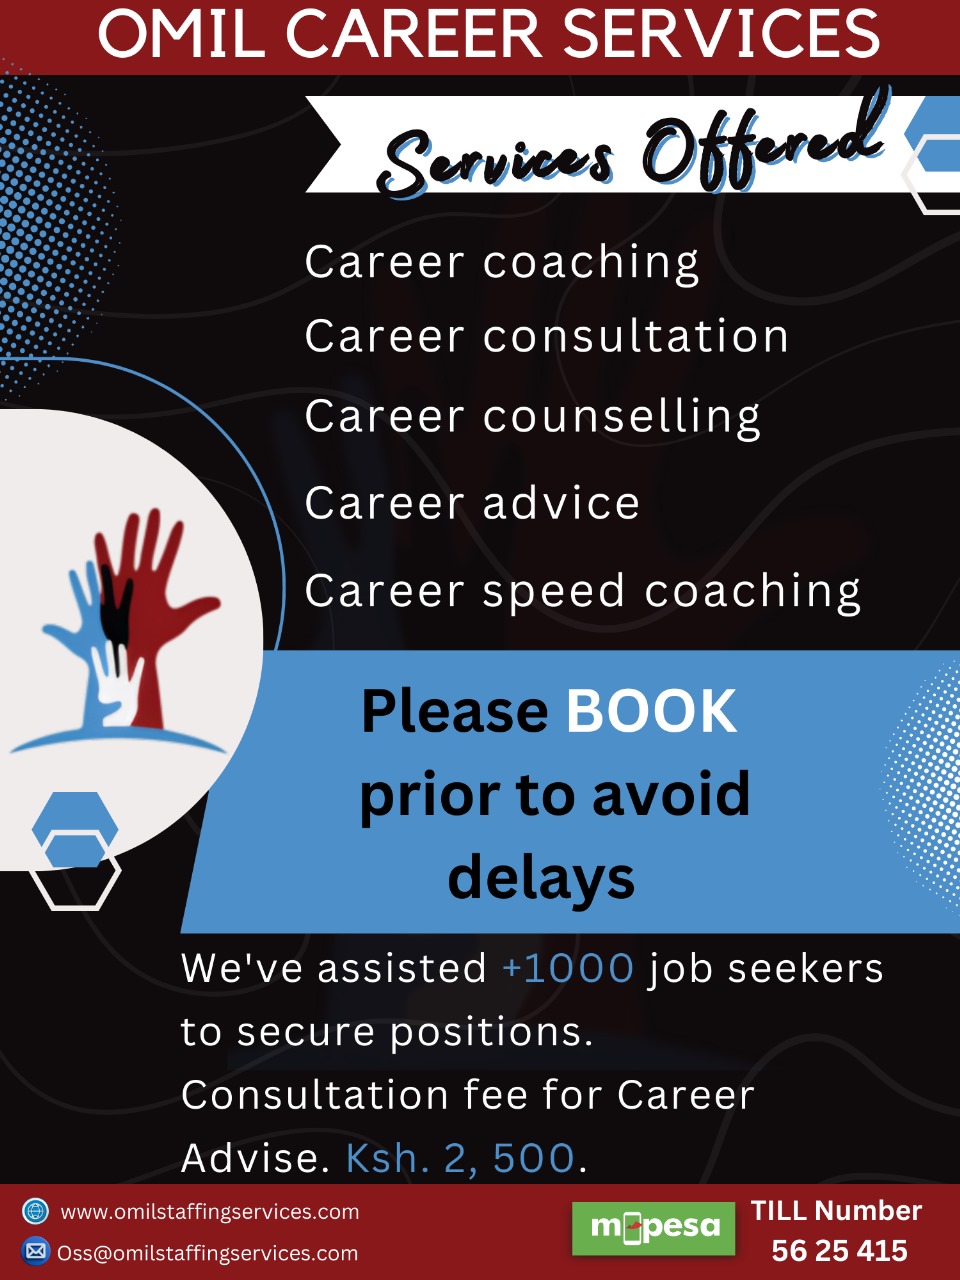 OMIL CAREER SERVICES
Services Offered
Career coaching
Career consultation
Career counselling
Career advice
Career speed coaching
Please BOOK
prior to avoid
delays
We've assisted +1000 job seekers
to secure positions.
Consultation fee for Career
Advise. Ksh. 2, 500.
www.omilstaffingservices.com
Oss@omilstaffingservices.com
m-pesa
TILL Number
56 25 415